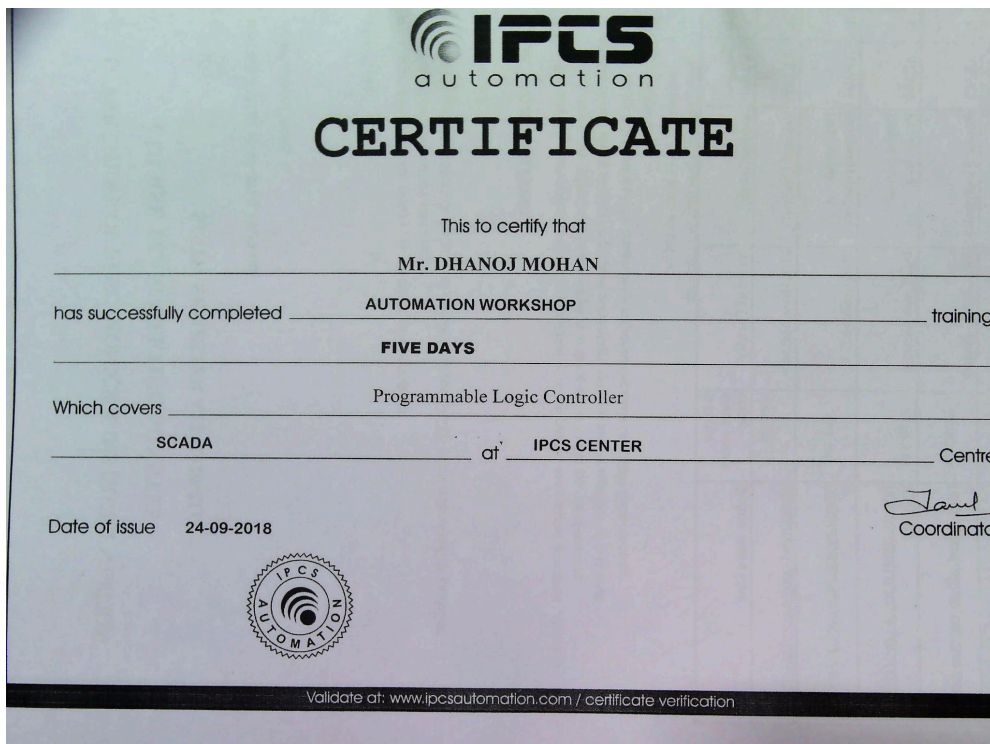 IPCS
automation
CERTIFICATE
This to certify that
Mr. DHANOJ MOHAN
has successfully completed AUTOMATION WORKSHOP training
FIVE DAYS
Which covers Programmable Logic Controller
SCADA at IPCS CENTER Centre
Coordinato
Date of issue 24-09-2018
IPCS AUTOMATION
Validate at: www.ipcsautomation.com / certificate verification